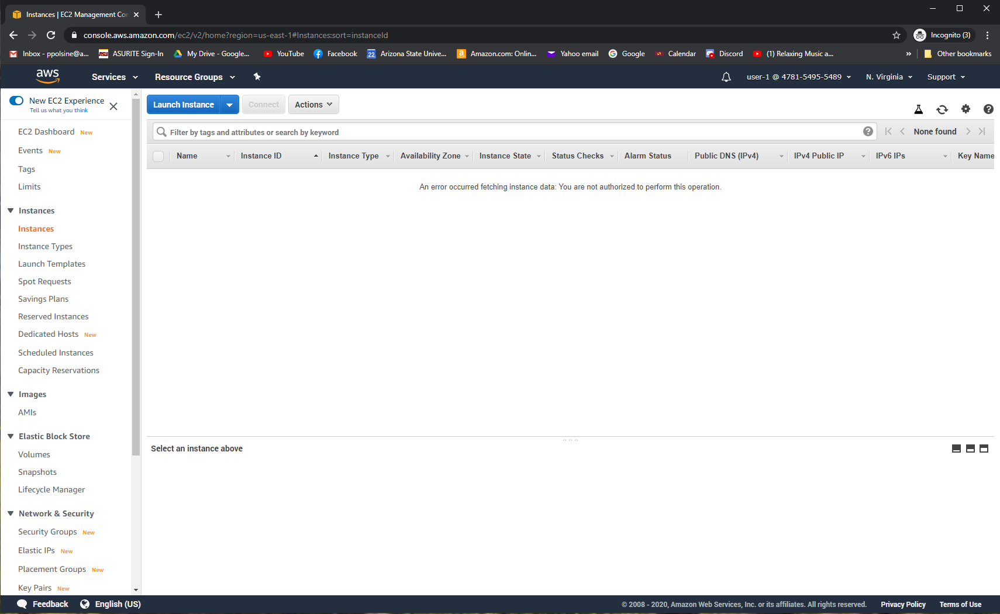 Instances | EC2 Management Con
console.aws.amazon.com/ec2/v2/home?region=us-east-1#Instances:sort=instanceId
Incognito (3)
Inbox - ppolsine@a... ASURITE Sign-In My Drive - Google... YouTube Facebook 22 Arizona State Unive... Amazon.com: Onlin... Yahoo email Google Calendar Discord (1) Relaxing Music a... » Other bookmarks
aws Services Resource Groups user-1 @ 4781-5495-5489 N. Virginia Support
New EC2 Experience
Tell us what you think
Launch Instance Connect Actions
EC2 Dashboard New
Events New
Tags
Limits
Instances
Instances
Instance Types
Launch Templates
Spot Requests
Savings Plans
Reserved Instances
Dedicated Hosts New
Scheduled Instances
Capacity Reservations
Images
AMIs
Elastic Block Store
Volumes
Snapshots
Lifecycle Manager
Network & Security
Security Groups New
Elastic IPs New
Placement Groups New
Key Pairs New
Filter by tags and attributes or search by keyword
None found
Name Instance ID Instance Type Availability Zone Instance State Status Checks Alarm Status Public DNS (IPv4) IPv4 Public IP IPv6 IPs Key Name
An error occurred fetching instance data: You are not authorized to perform this operation.
Select an instance above
Feedback English (US) © 2008 - 2020, Amazon Web Services, Inc. or its affiliates. All rights reserved. Privacy Policy Terms of Use